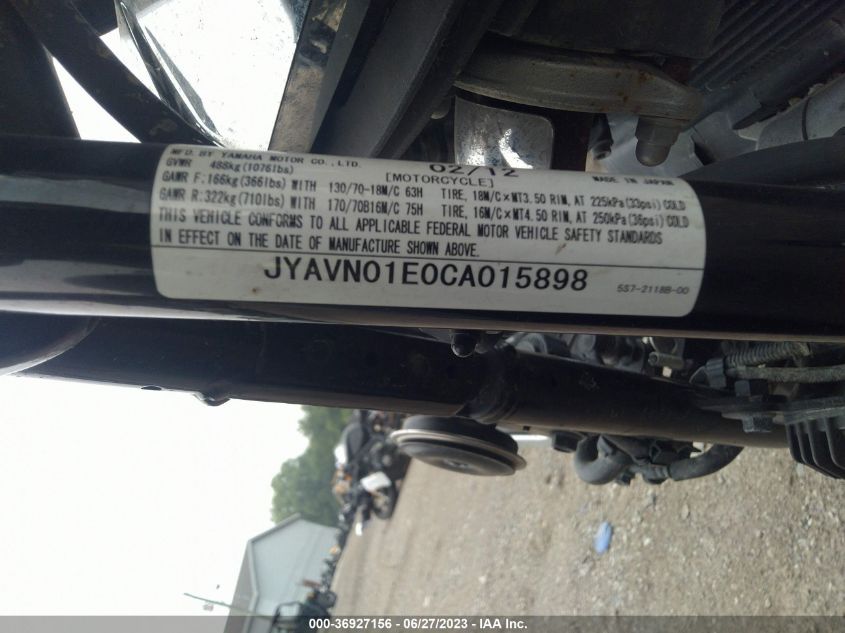 MFD. BY YAMAHA MOTOR CO., LTD. 02/12 MADE IN JAPAN
GVWR 488kg (1076lbs) [MOTORCYCLE]
GAWR F: 166kg (366lbs) WITH 130/70-18M/C 63H TIRE, 18M/C×MT3.50 RIM, AT 225kPa (33psi) COLD
GAWR R: 322kg (710lbs) WITH 170/70B16M/C 75H TIRE, 16M/C×MT4.50 RIM, AT 250kPa (36psi) COLD
THIS VEHICLE CONFORMS TO ALL APPLICABLE FEDERAL MOTOR VEHICLE SAFETY STANDARDS
IN EFFECT ON THE DATE OF MANUFACTURE SHOWN ABOVE.
JYAVN01E0CA015898
5S7-2118B-00
000-36927156 - 06/27/2023 - IAA Inc.